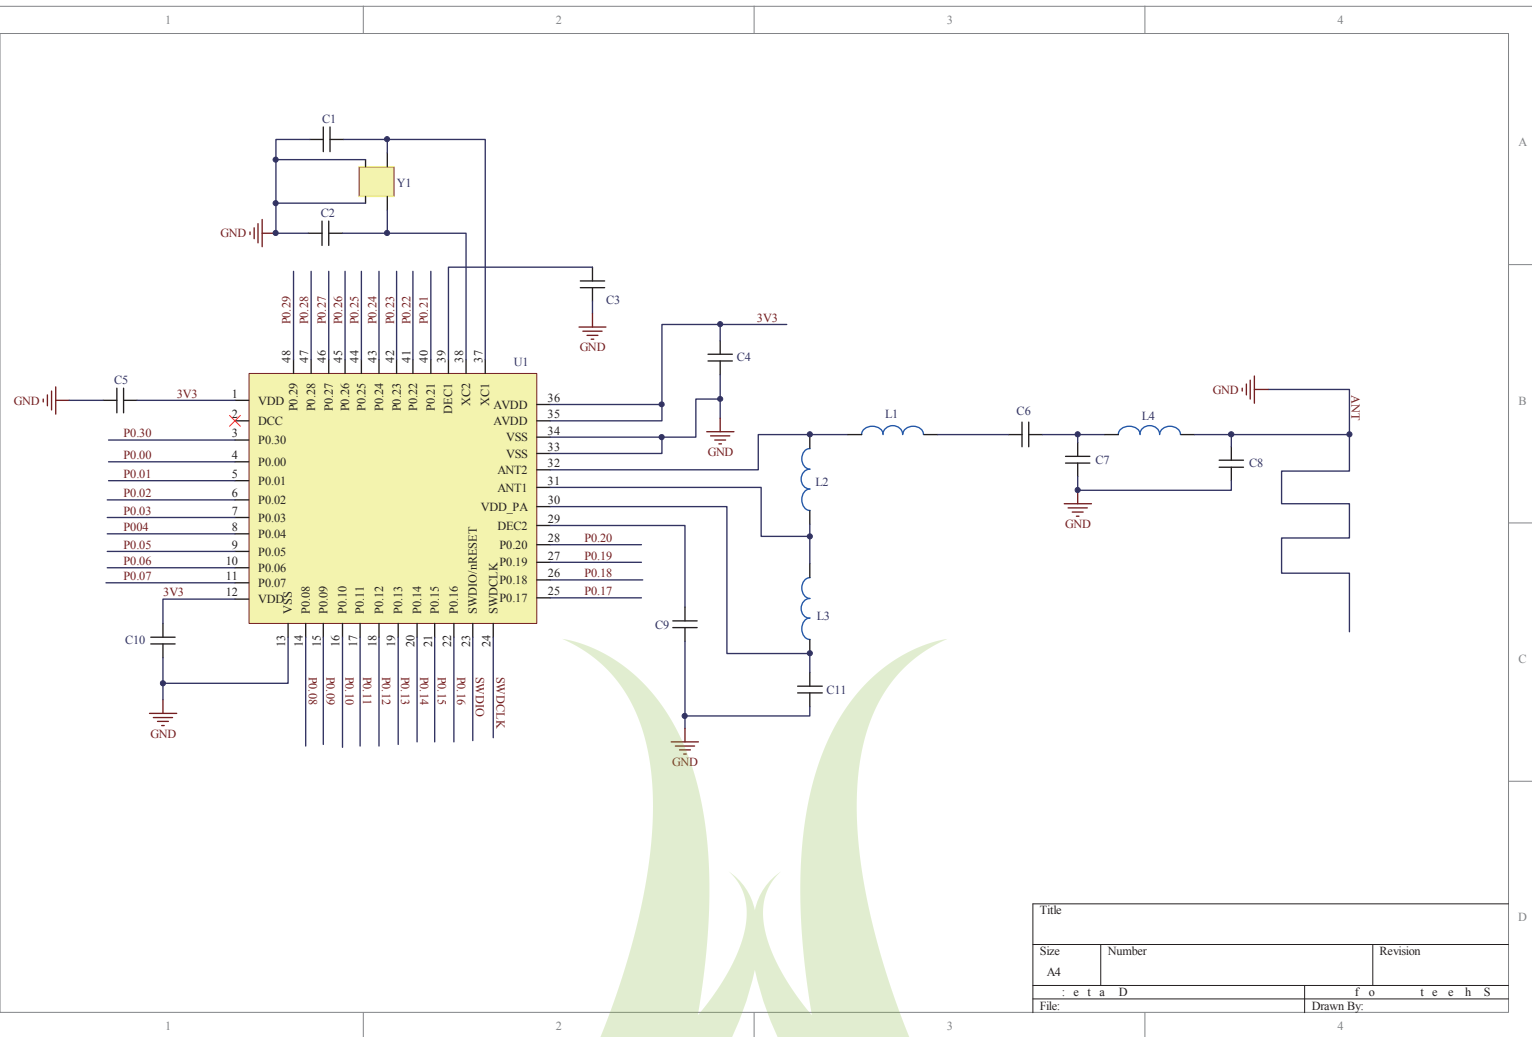 1 2 3 4
A
B
C
D
C1
Y1
C2
GND
C3
GND
P0.29 P0.28 P0.27 P0.26 P0.25 P0.24 P0.23 P0.22 P0.21
48 47 46 45 44 43 42 41 40 39 38 37
U1
P0.29 P0.28 P0.27 P0.26 P0.25 P0.24 P0.23 P0.22 P0.21 DEC1 XC2 XC1
3V3
C4
GND
GND
C5
3V3
1 VDD
2 DCC
P0.30 3 P0.30
P0.00 4 P0.00
P0.01 5 P0.01
P0.02 6 P0.02
P0.03 7 P0.03
P004 8 P0.04
P0.05 9 P0.05
P0.06 10 P0.06
P0.07 11 P0.07
3V3 12 VDD
AVDD 36
AVDD 35
VSS 34
VSS 33
ANT2 32
ANT1 31
VDD_PA 30
DEC2 29
P0.20 28 P0.20
P0.19 27 P0.19
P0.18 26 P0.18
P0.17 25 P0.17
VSS P0.08 P0.09 P0.10 P0.11 P0.12 P0.13 P0.14 P0.15 P0.16 SWDIO/nRESET SWDCLK
13 14 15 16 17 18 19 20 21 22 23 24
P0.08 P0.09 P0.10 P0.11 P0.12 P0.13 P0.14 P0.15 P0.16 SWDIO SWDCLK
C10
GND
L1
C6
L4
GND
ANT
L2
C7
C8
GND
L3
C9
C11
GND
Title
Size Number Revision
A4
: e t a D f o t e e h S
File: Drawn By:
1 2 3 4